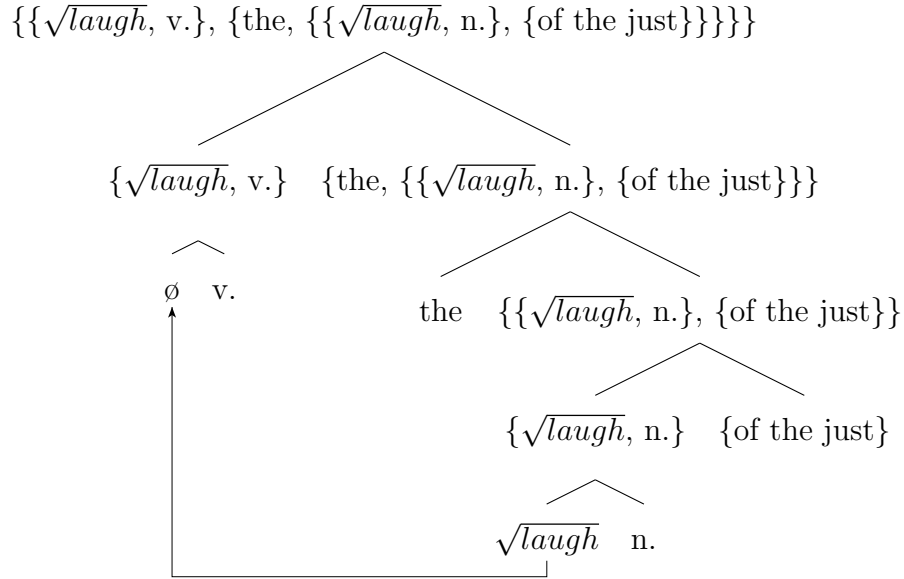 {{√laugh, v.}, {the, {{√laugh, n.}, {of the just}}}}}
{√laugh, v.} {the, {{√laugh, n.}, {of the just}}}
ø v.
the {{√laugh, n.}, {of the just}}
{√laugh, n.} {of the just}
√laugh n.